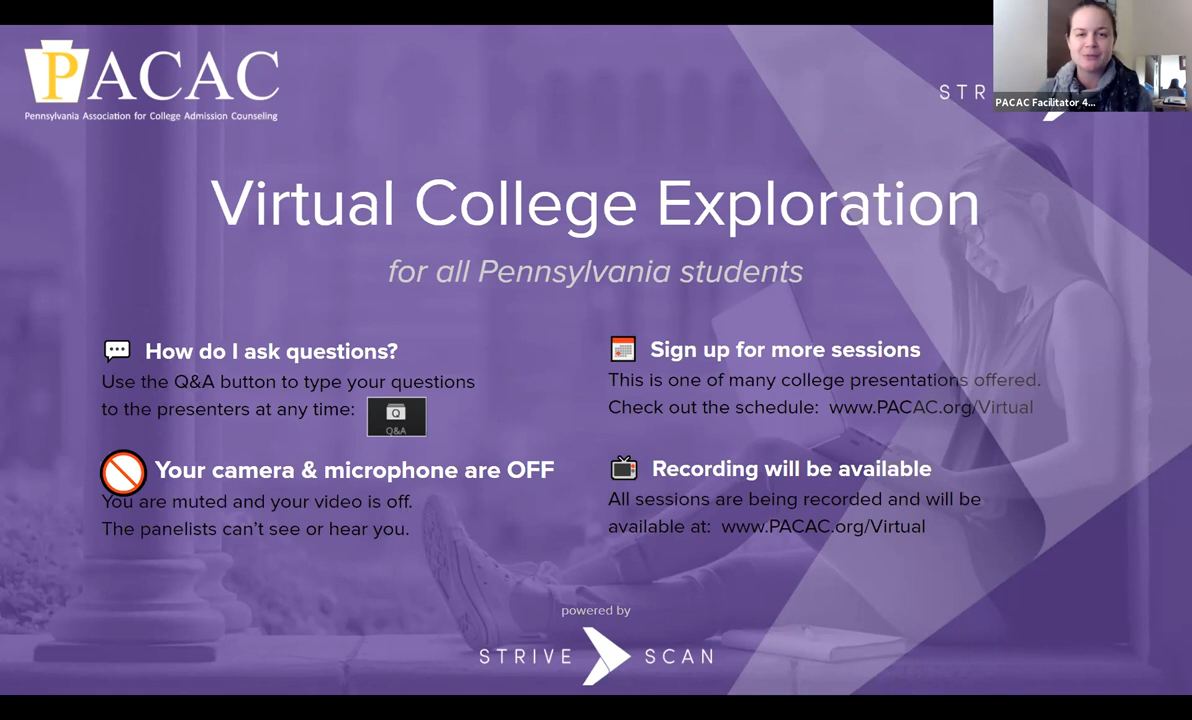 PACAC
Pennsylvania Association for College Admission Counseling
STR
PACAC Facilitator 4...
Virtual College Exploration
for all Pennsylvania students
How do I ask questions?
Use the Q&A button to type your questions
to the presenters at any time:
Q
Q&A
Your camera & microphone are OFF
You are muted and your video is off.
The panelists can't see or hear you.
Sign up for more sessions
This is one of many college presentations offered.
Check out the schedule: www.PACAC.org/Virtual
Recording will be available
All sessions are being recorded and will be
available at: www.PACAC.org/Virtual
powered by
STRIVE SCAN